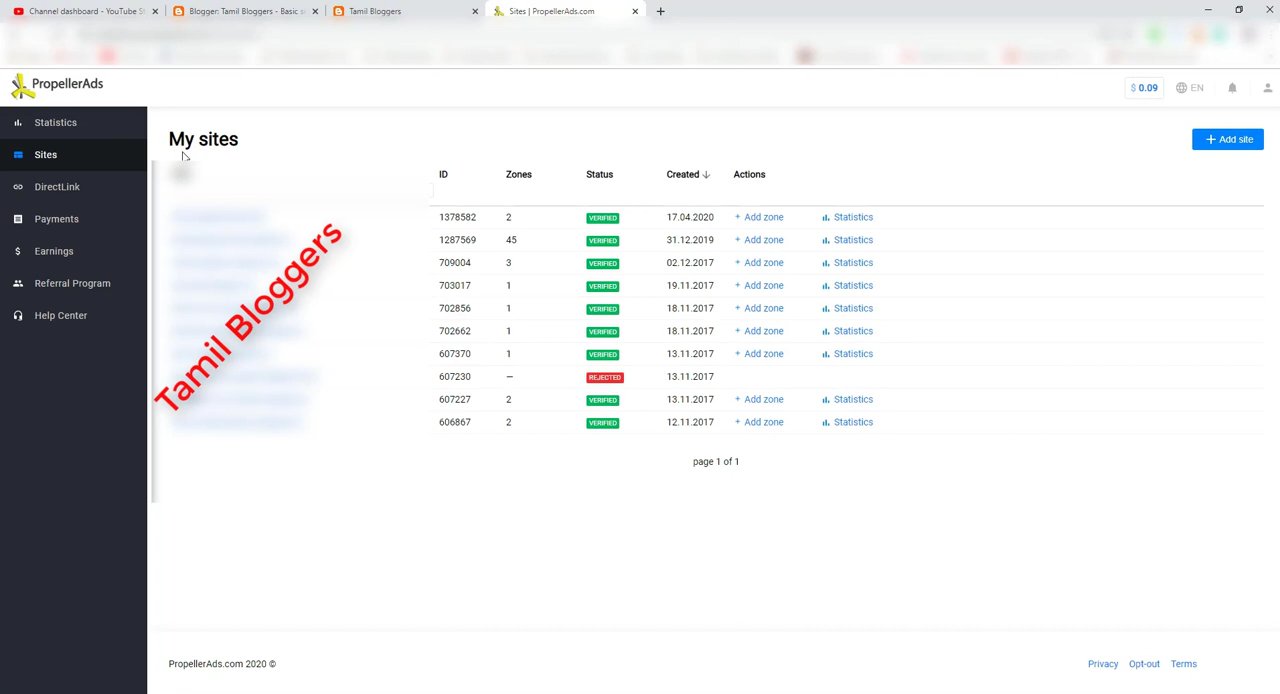 Channel dashboard - YouTube St
Blogger: Tamil Bloggers - Basic s
Tamil Bloggers
Sites | PropellerAds.com
PropellerAds
$ 0.09
EN
Statistics
Sites
DirectLink
Payments
Earnings
Referral Program
Help Center
My sites
+ Add site
ID Zones Status Created ↓ Actions
1378582 2 VERIFIED 17.04.2020 + Add zone Statistics
1287569 45 VERIFIED 31.12.2019 + Add zone Statistics
709004 3 VERIFIED 02.12.2017 + Add zone Statistics
703017 1 VERIFIED 19.11.2017 + Add zone Statistics
702856 1 VERIFIED 18.11.2017 + Add zone Statistics
702662 1 VERIFIED 18.11.2017 + Add zone Statistics
607370 1 VERIFIED 13.11.2017 + Add zone Statistics
607230 — REJECTED 13.11.2017
607227 2 VERIFIED 13.11.2017 + Add zone Statistics
606867 2 VERIFIED 12.11.2017 + Add zone Statistics
Tamil Bloggers
page 1 of 1
PropellerAds.com 2020 ©
Privacy Opt-out Terms